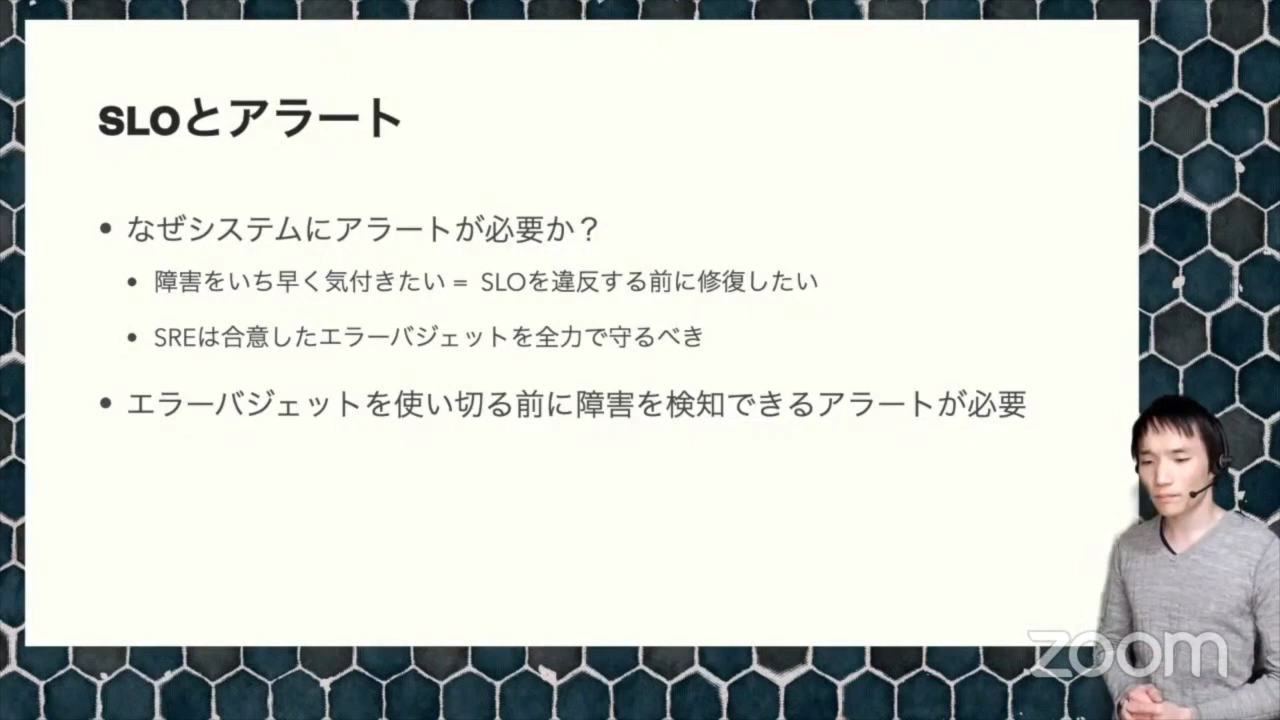 SLOとアラート
• なぜシステムにアラートが必要か？
• 障害をいち早く気付きたい = SLOを違反する前に修復したい
• SREは合意したエラーバジェットを全力で守るべき
• エラーバジェットを使い切る前に障害を検知できるアラートが必要
zoom